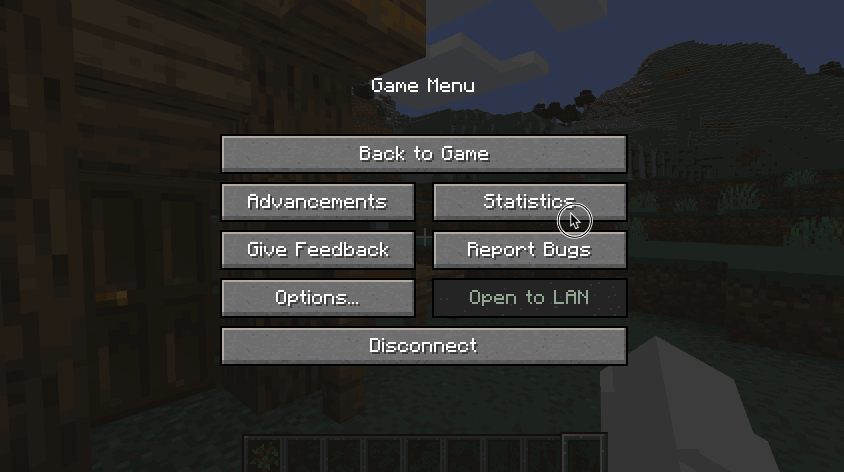 Game Menu
Back to Game
Advancements
Statistics
Give Feedback
Report Bugs
Options...
Open to LAN
Disconnect